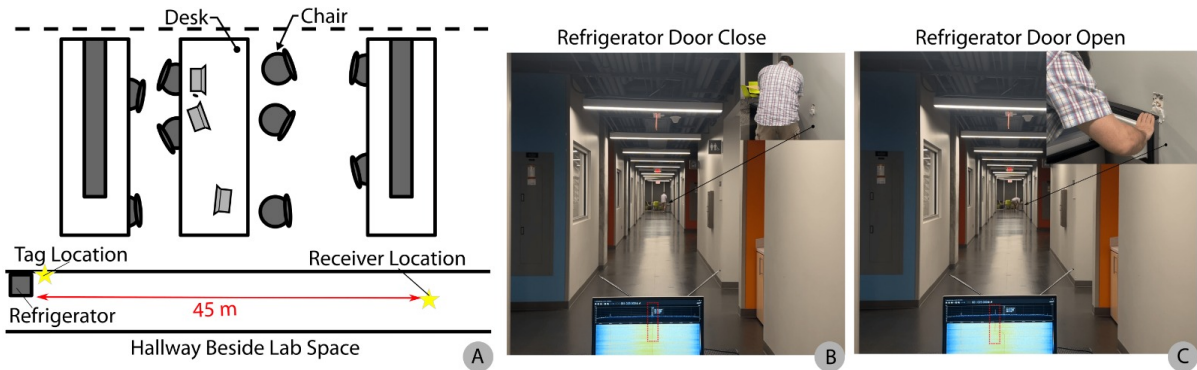 Desk
Chair
Tag Location
Receiver Location
45 m
Refrigerator
Hallway Beside Lab Space
A
Refrigerator Door Close
B
Refrigerator Door Open
C